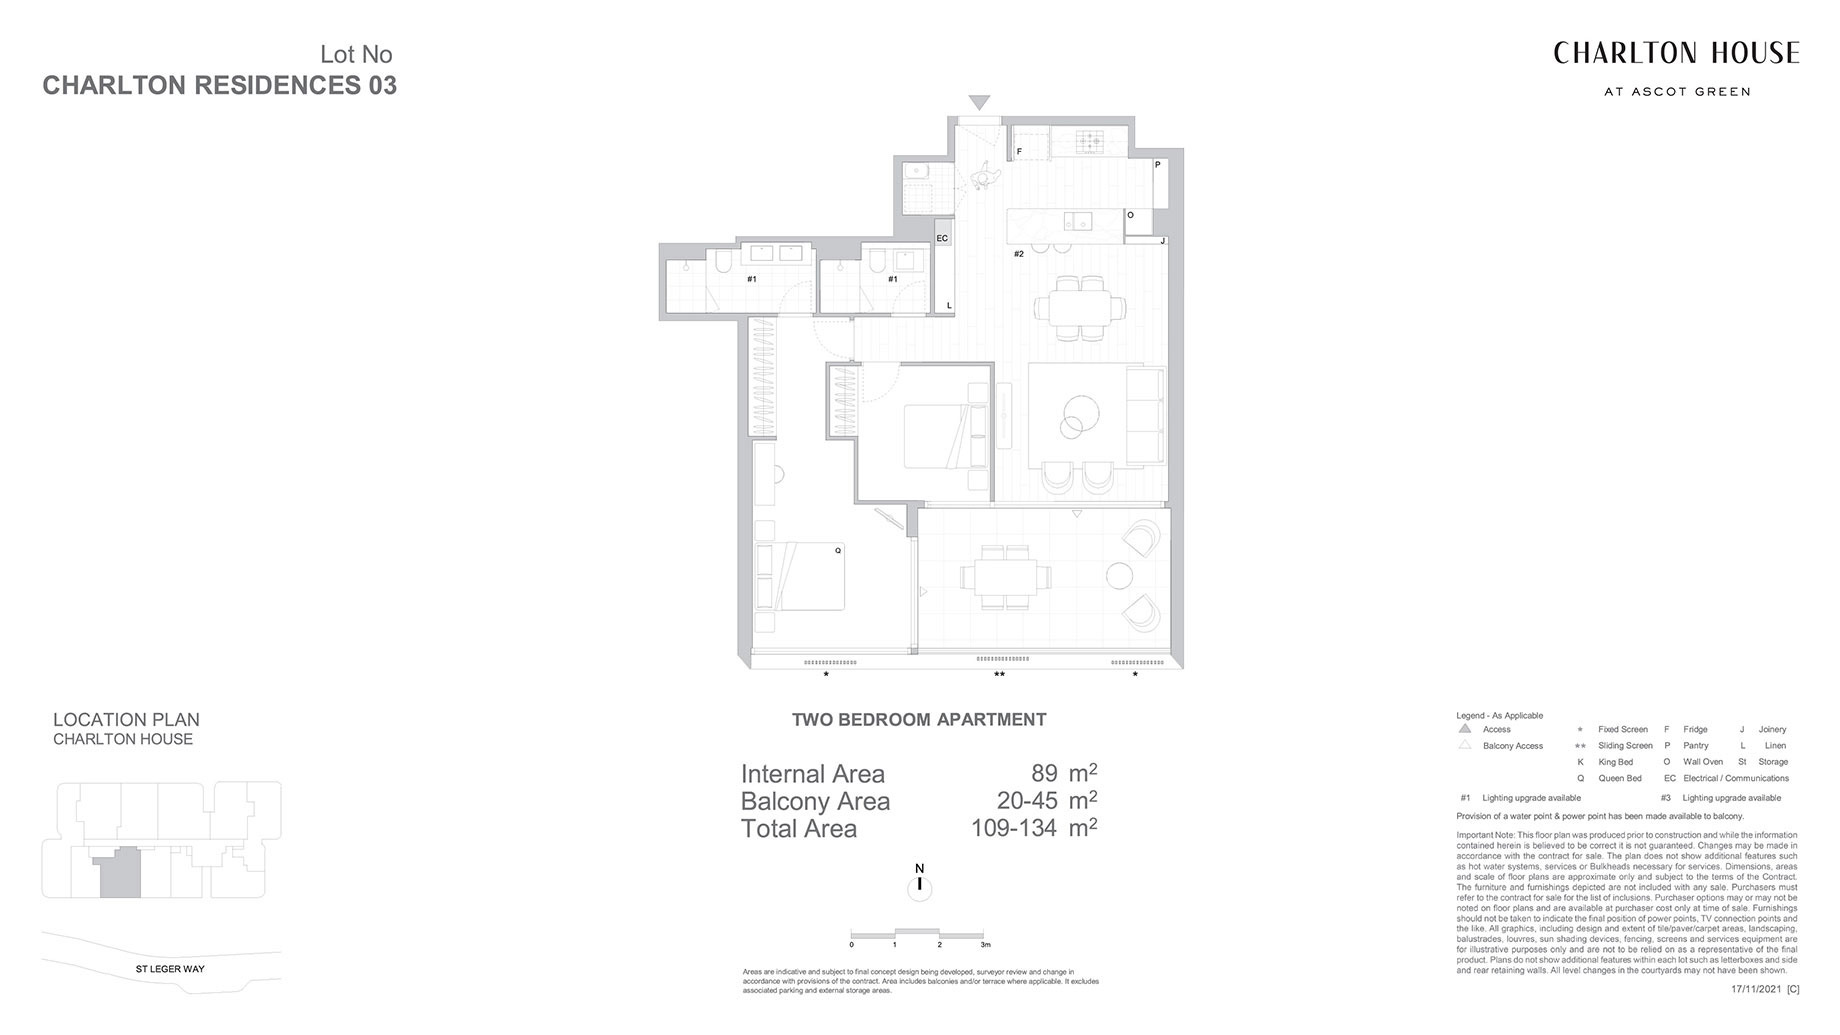 Lot No
CHARLTON RESIDENCES 03
CHARLTON HOUSE
AT ASCOT GREEN
F
P
O
J
EC
#2
#1
#1
L
Q
*
**
*
LOCATION PLAN
CHARLTON HOUSE
ST LEGER WAY
TWO BEDROOM APARTMENT
Internal Area 89 m²
Balcony Area 20-45 m²
Total Area 109-134 m²
N
0 1 2 3m
Areas are indicative and subject to final concept design being developed, surveyor review and change in
accordance with provisions of the contract. Area includes balconies and/or terrace where applicable. It excludes
associated parking and external storage areas.
Legend - As Applicable
Access * Fixed Screen F Fridge J Joinery
Balcony Access ** Sliding Screen P Pantry L Linen
K King Bed O Wall Oven St Storage
Q Queen Bed EC Electrical / Communications
#1 Lighting upgrade available #3 Lighting upgrade available
Provision of a water point & power point has been made available to balcony.
Important Note: This floor plan was produced prior to construction and while the information
contained herein is believed to be correct it is not guaranteed. Changes may be made in
accordance with the contract for sale. The plan does not show additional features such
as hot water systems, services or Bulkheads necessary for services. Dimensions, areas
and scale of floor plans are approximate only and subject to the terms of the Contract.
The furniture and furnishings depicted are not included with any sale. Purchasers must
refer to the contract for sale for the list of inclusions. Purchaser options may or may not be
noted on floor plans and are available at purchaser cost only at time of sale. Furnishings
should not be taken to indicate the final position of power points, TV connection points and
the like. All graphics, including design and extent of tile/paver/carpet areas, landscaping,
balustrades, louvres, sun shading devices, fencing, screens and services equipment are
for illustrative purposes only and are not to be relied on as a representative of the final
product. Plans do not show additional features within each lot such as letterboxes and side
and rear retaining walls. All level changes in the courtyards may not have been shown.
17/11/2021 [C]